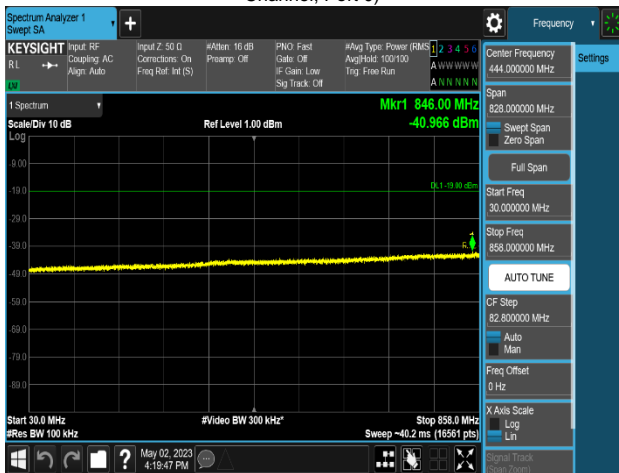 Channel, Port 0)
Spectrum Analyzer 1
Swept SA
Frequency
KEYSIGHT
RL
Input: RF
Coupling: AC
Align: Auto
Input Z: 50 Ω
Corrections: On
Freq Ref: Int (S)
#Atten: 16 dB
Preamp: Off
PNO: Fast
Gate: Off
IF Gain: Low
Sig Track: Off
#Avg Type: Power (RMS
Avg|Hold: 100/100
Trig: Free Run
1 2 3 4 5 6
A W W W W W
A N N N N N
1 Spectrum
Scale/Div 10 dB
Log
Ref Level 1.00 dBm
Mkr1 846.00 MHz
-40.966 dBm
-9.00
-19.0
DL1 -19.00 dBm
-29.0
-39.0
-49.0
-59.0
-69.0
-79.0
-89.0
Start 30.0 MHz
#Res BW 100 kHz
#Video BW 300 kHz*
Stop 858.0 MHz
Sweep ~40.2 ms (16561 pts)
May 02, 2023
4:19:47 PM
Settings
Center Frequency
444.000000 MHz
Span
828.000000 MHz
Swept Span
Zero Span
Full Span
Start Freq
30.000000 MHz
Stop Freq
858.000000 MHz
AUTO TUNE
CF Step
82.800000 MHz
Auto
Man
Freq Offset
0 Hz
X Axis Scale
Log
Lin
Signal Track
(Span Zoom)